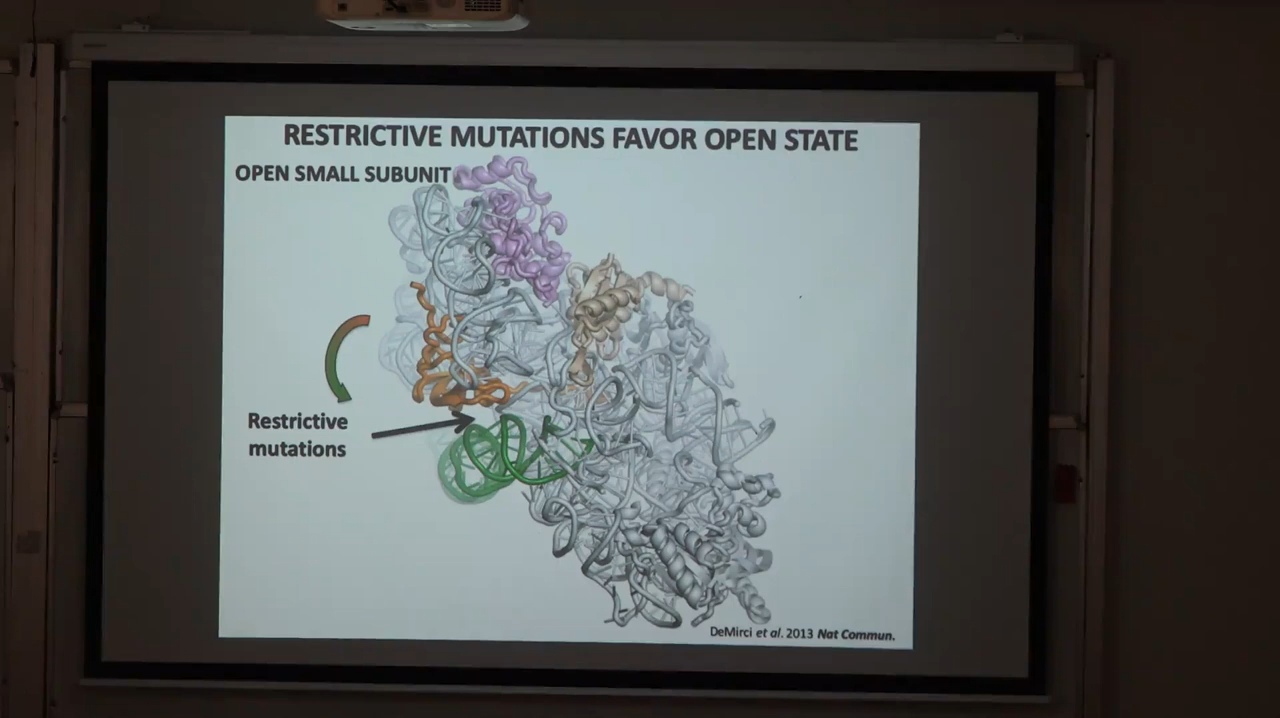 RESTRICTIVE MUTATIONS FAVOR OPEN STATE
OPEN SMALL SUBUNIT
Restrictive
mutations
DeMirci et al. 2013 Nat Commun.